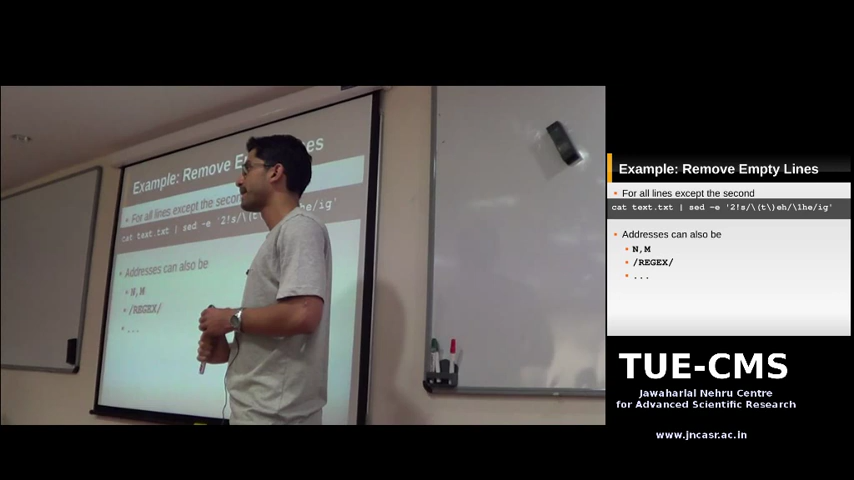 Example: Remove E es
For all lines except the secon
cat text.txt | sed -e '2!s/\(t he/ig'
Addresses can also be
N,M
/REGEX/
...
Example: Remove Empty Lines
For all lines except the second
cat text.txt | sed -e '2!s/\(t\)eh/\1he/ig'
Addresses can also be
N,M
/REGEX/
...
TUE-CMS
Jawaharlal Nehru Centre
for Advanced Scientific Research
www.jncasr.ac.in